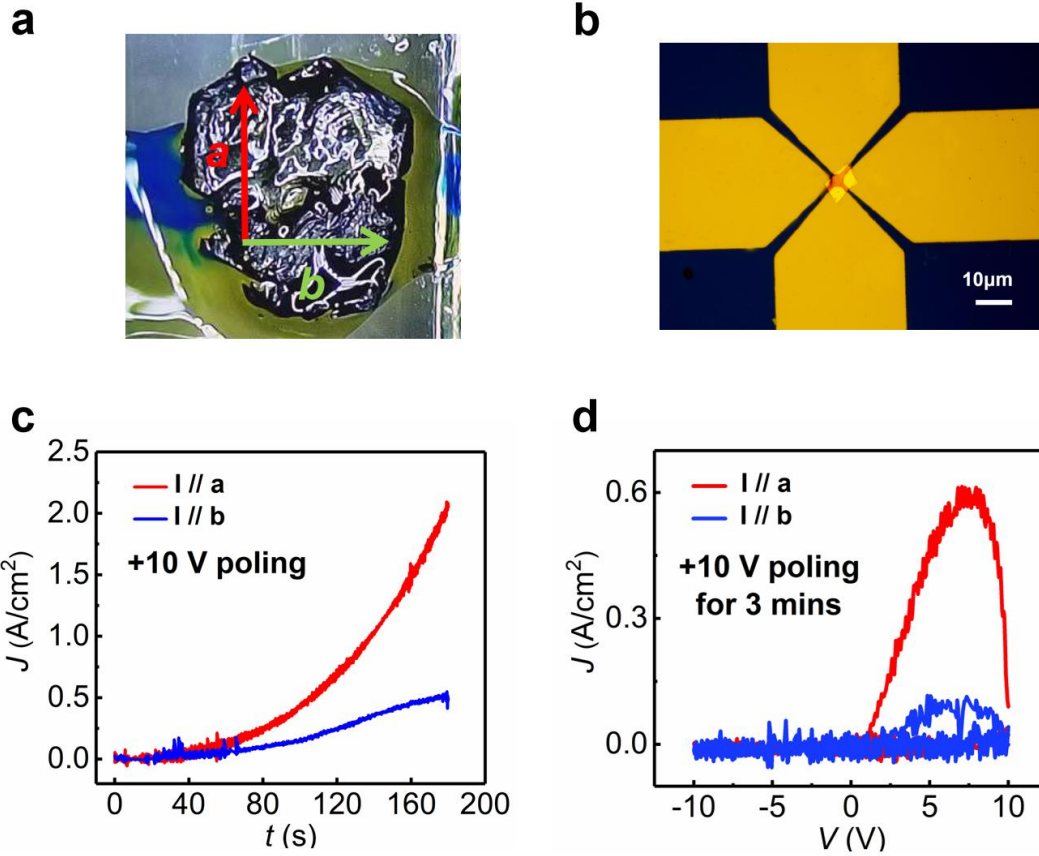 a
b
a
b
10μm
c
d
2.5
2.0
1.5
1.0
0.5
0.0
J (A/cm²)
I // a
I // b
+10 V poling
0 40 80 120 160 200
t (s)
0.6
0.3
0.0
J (A/cm²)
I // a
I // b
+10 V poling
for 3 mins
-10 -5 0 5 10
V (V)